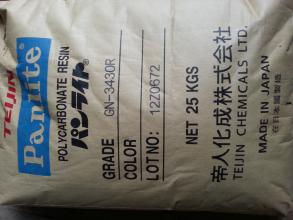 TEIJIN
Panlite
POLYCARBONATE RESIN
パンライト®
GRADE GN-3430R
COLOR
LOT NO: 12Z0672
NET 25 KGS
帝人化成株式会社
TEIJIN CHEMICALS LTD.
MADE IN JAPAN